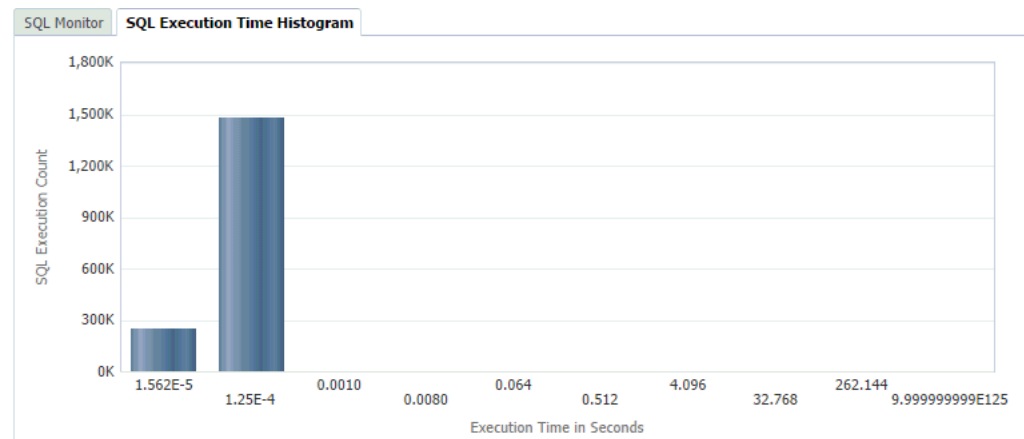 SQL Monitor SQL Execution Time Histogram
1,800K
1,500K
1,200K
900K
600K
300K
0K
SQL Execution Count
1.562E-5 0.0010 0.064 4.096 262.144
1.25E-4 0.0080 0.512 32.768 9.999999999E125
Execution Time in Seconds